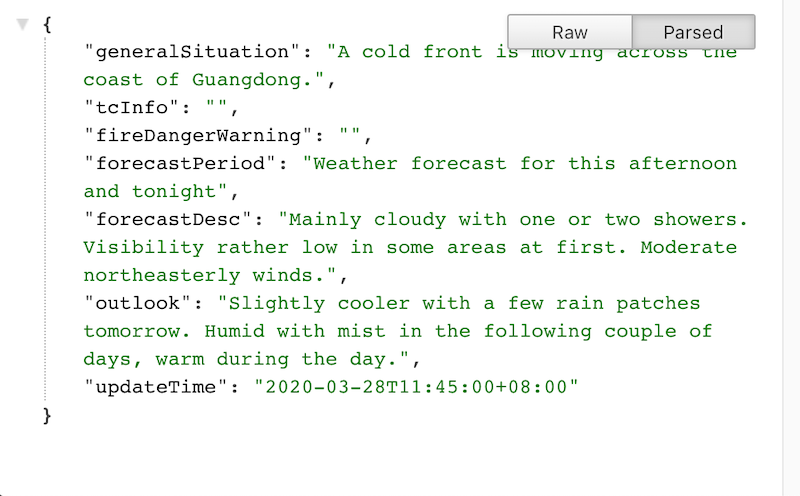 Raw Parsed
{
"generalSituation": "A cold front is moving across the
coast of Guangdong.",
"tcInfo": "",
"fireDangerWarning": "",
"forecastPeriod": "Weather forecast for this afternoon
and tonight",
"forecastDesc": "Mainly cloudy with one or two showers.
Visibility rather low in some areas at first. Moderate
northeasterly winds.",
"outlook": "Slightly cooler with a few rain patches
tomorrow. Humid with mist in the following couple of
days, warm during the day.",
"updateTime": "2020-03-28T11:45:00+08:00"
}